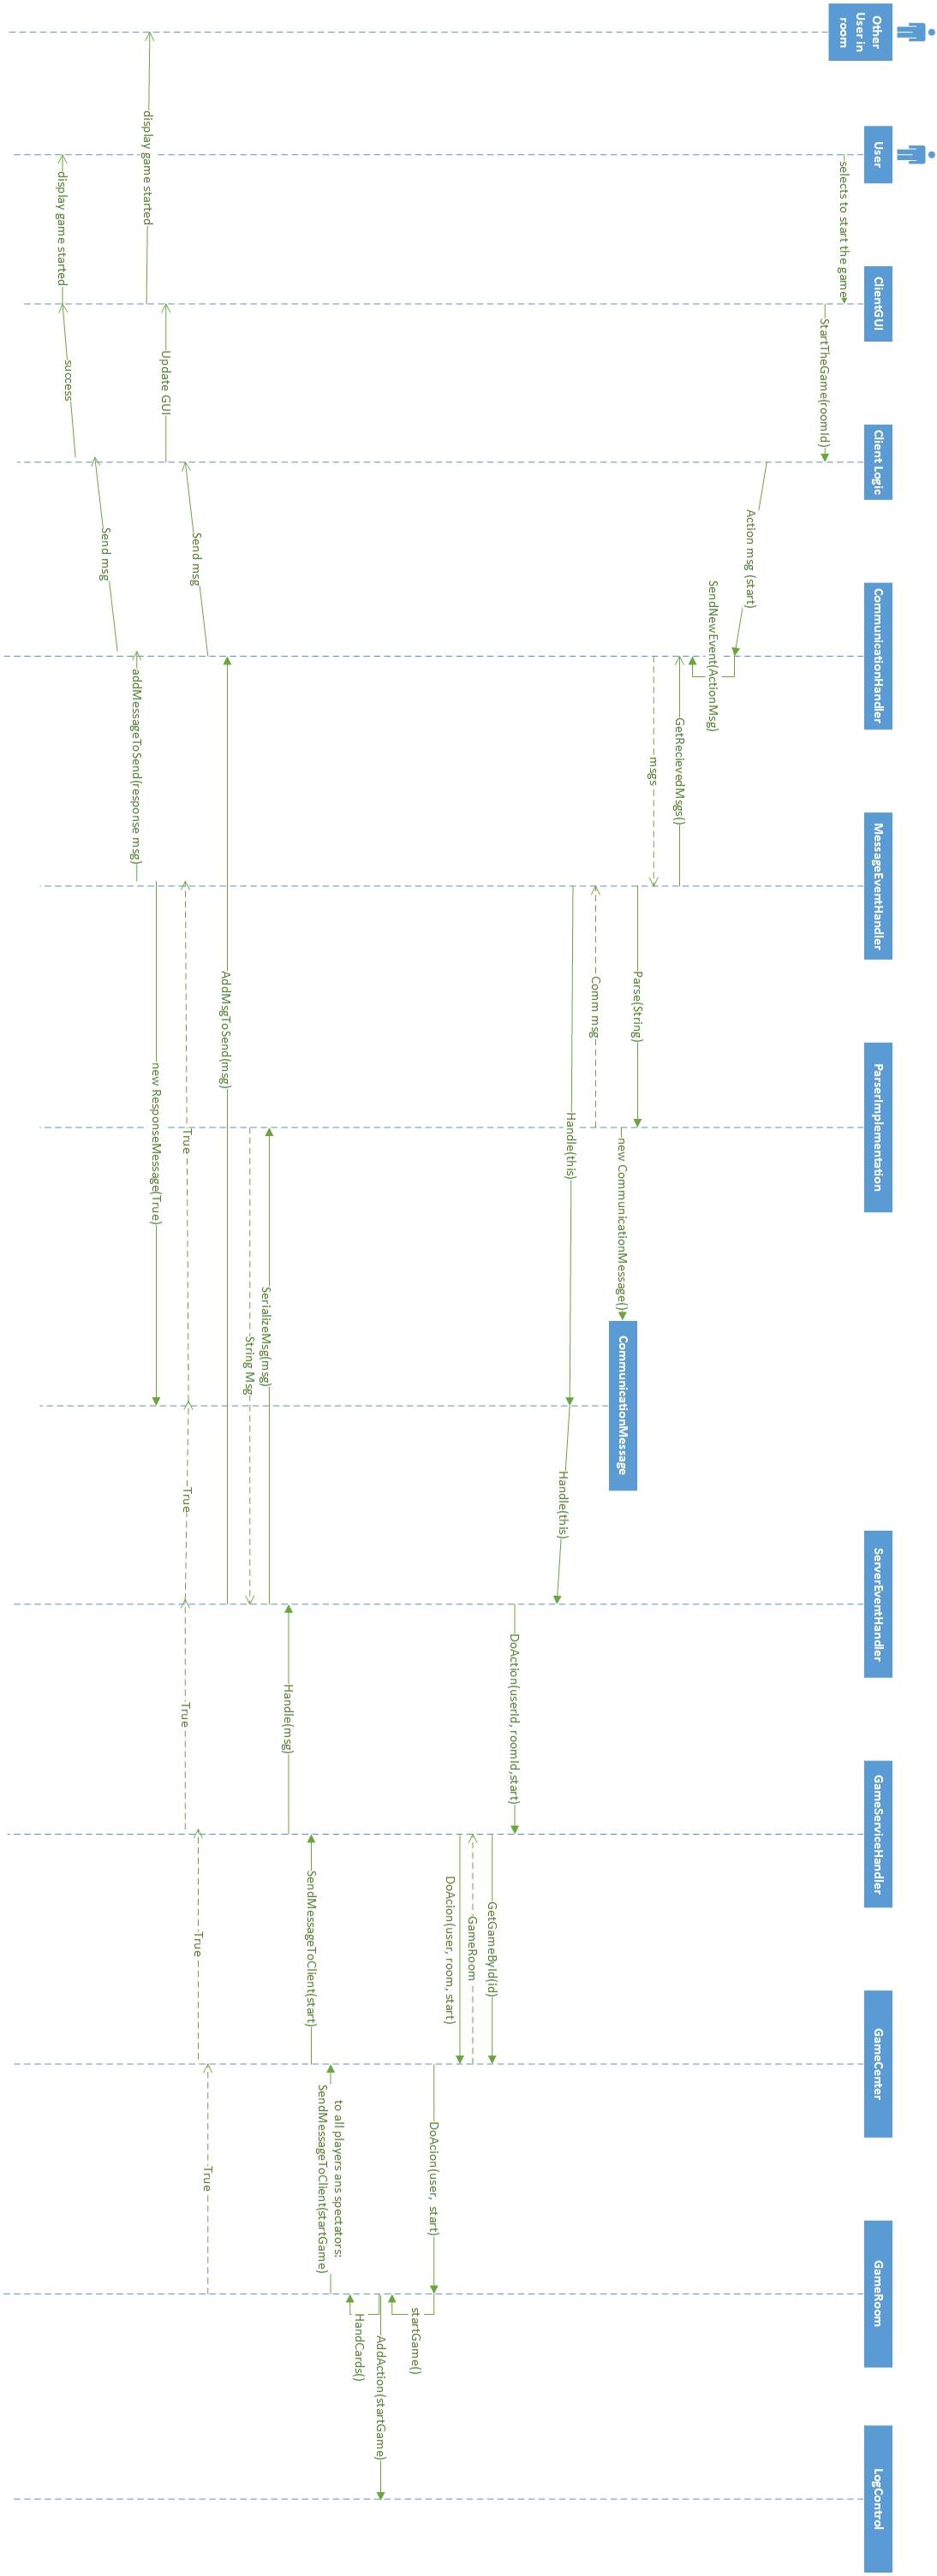 Other
User in
room
User
ClientGUI
Client Logic
CommunicationHandler
MessageEventHandler
ParserImplementation
ServerEventHandler
GameServiceHandler
GameCenter
GameRoom
LogControl
selects to start the game
StartTheGame(roomId)
Action msg (start)
SendNewEvent(ActionMsg)
GetRecievedMsgs()
msgs
Parse(String)
new CommunicationMessage()
CommunicationMessage
Comm msg
Handle(this)
Handle(this)
DoAction(userId, roomId,start)
GetGameById(id)
GameRoom
DoAcion(user, room, start)
DoAcion(user, start)
startGame()
AddAction(startGame)
HandCards()
to all players ans spectators:
SendMessageToClient(startGame)
SendMessageToClient(start)
Handle(msg)
SerializeMsg(msg)
String Msg
AddMsgToSend(msg)
Send msg
True
True
True
True
True
Update GUI
display game started
new ResponseMessage(True)
addMessageToSend(response msg)
Send msg
success
display game started